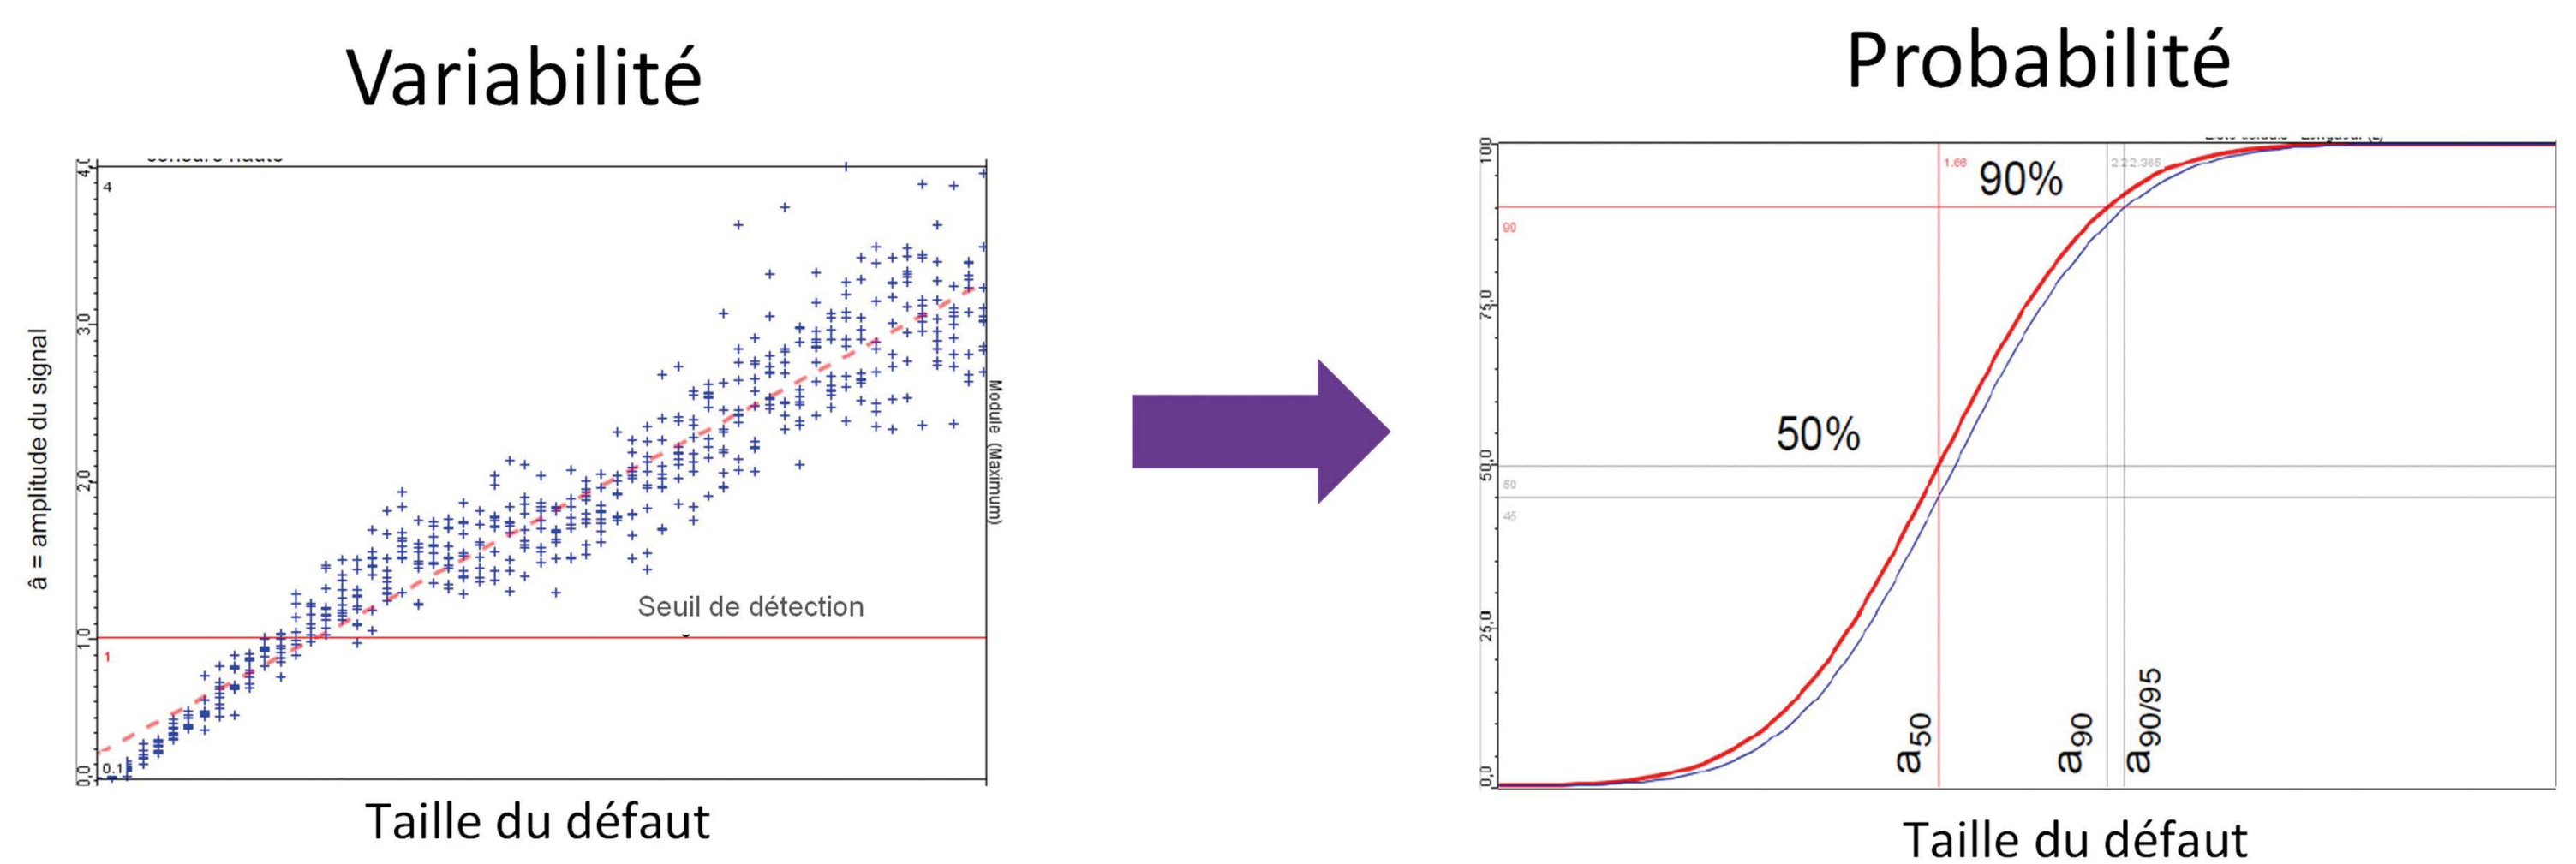 Variabilité
Probabilité
4.0
3.0
2.0
1.0
0.0
4
1
0.1
â = amplitude du signal
Module (Maximum)
Seuil de détection
Taille du défaut
100
75.0
50.0
25.0
0.0
1.66
90%
90
50%
50
45
a50
a90
a90/95
Taille du défaut